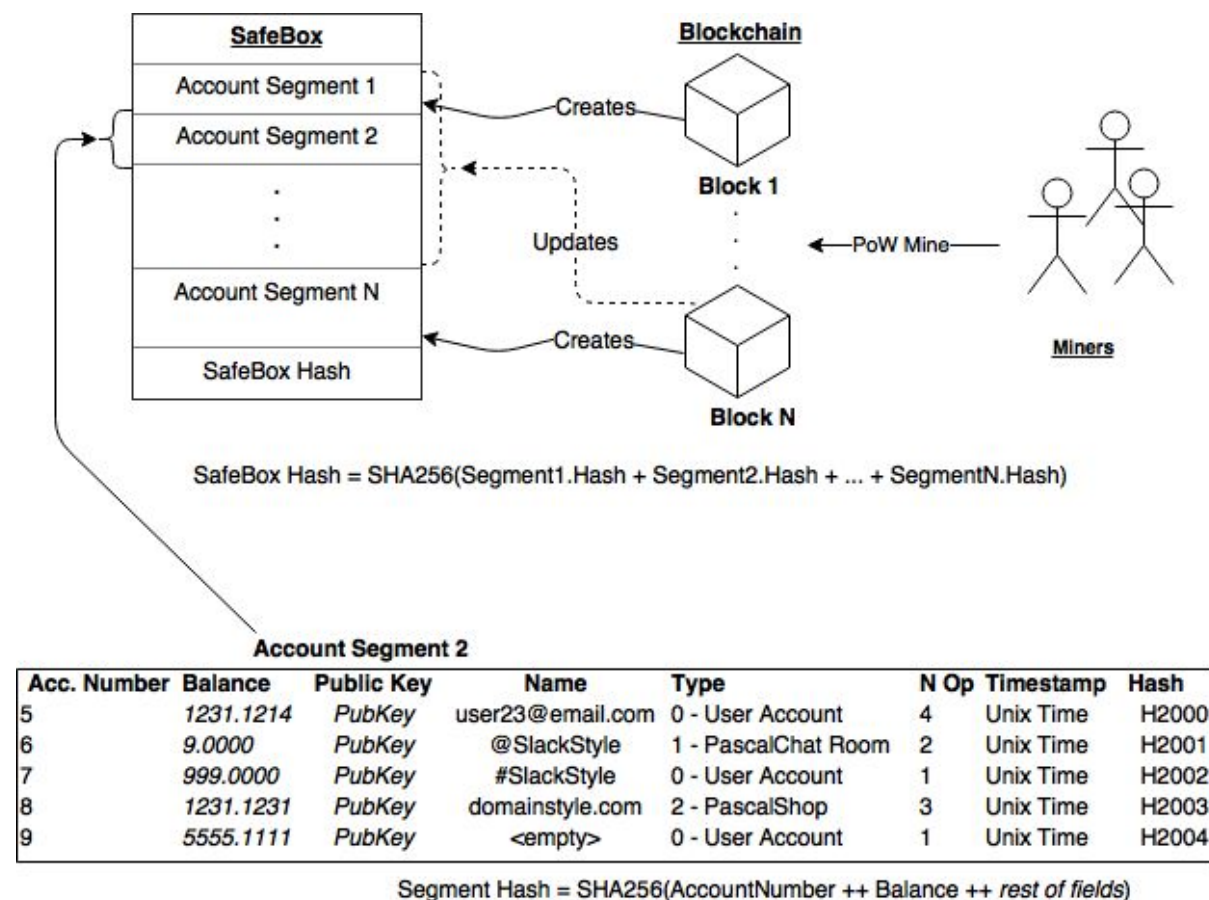 SafeBox
Account Segment 1
Account Segment 2
.
.
.
Account Segment N
SafeBox Hash
Blockchain
Creates
Block 1
.
.
.
Updates
Creates
Block N
PoW Mine
Miners
SafeBox Hash = SHA256(Segment1.Hash + Segment2.Hash + ... + SegmentN.Hash)
Account Segment 2
Acc. Number Balance Public Key Name Type N Op Timestamp Hash
5 1231.1214 PubKey user23@email.com 0 - User Account 4 Unix Time H2000
6 9.0000 PubKey @SlackStyle 1 - PascalChat Room 2 Unix Time H2001
7 999.0000 PubKey #SlackStyle 0 - User Account 1 Unix Time H2002
8 1231.1231 PubKey domainstyle.com 2 - PascalShop 3 Unix Time H2003
9 5555.1111 PubKey <empty> 0 - User Account 1 Unix Time H2004
Segment Hash = SHA256(AccountNumber ++ Balance ++ rest of fields)